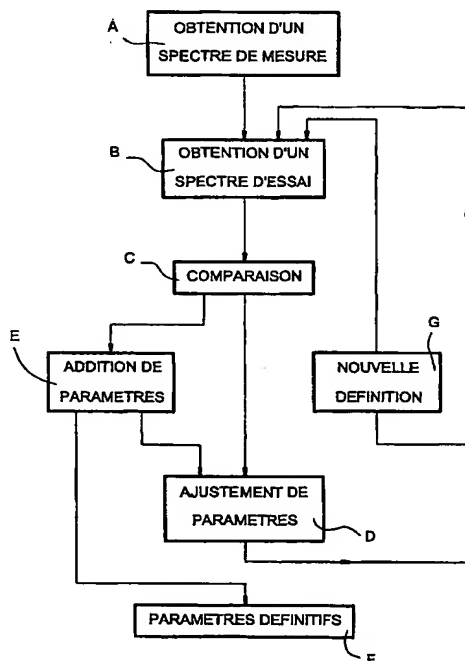 A
OBTENTION D'UN
SPECTRE DE MESURE
B
OBTENTION D'UN
SPECTRE D'ESSAI
C
COMPARAISON
E
ADDITION DE
PARAMETRES
G
NOUVELLE
DEFINITION
AJUSTEMENT DE
PARAMETRES
D
PARAMETRES DEFINITIFS